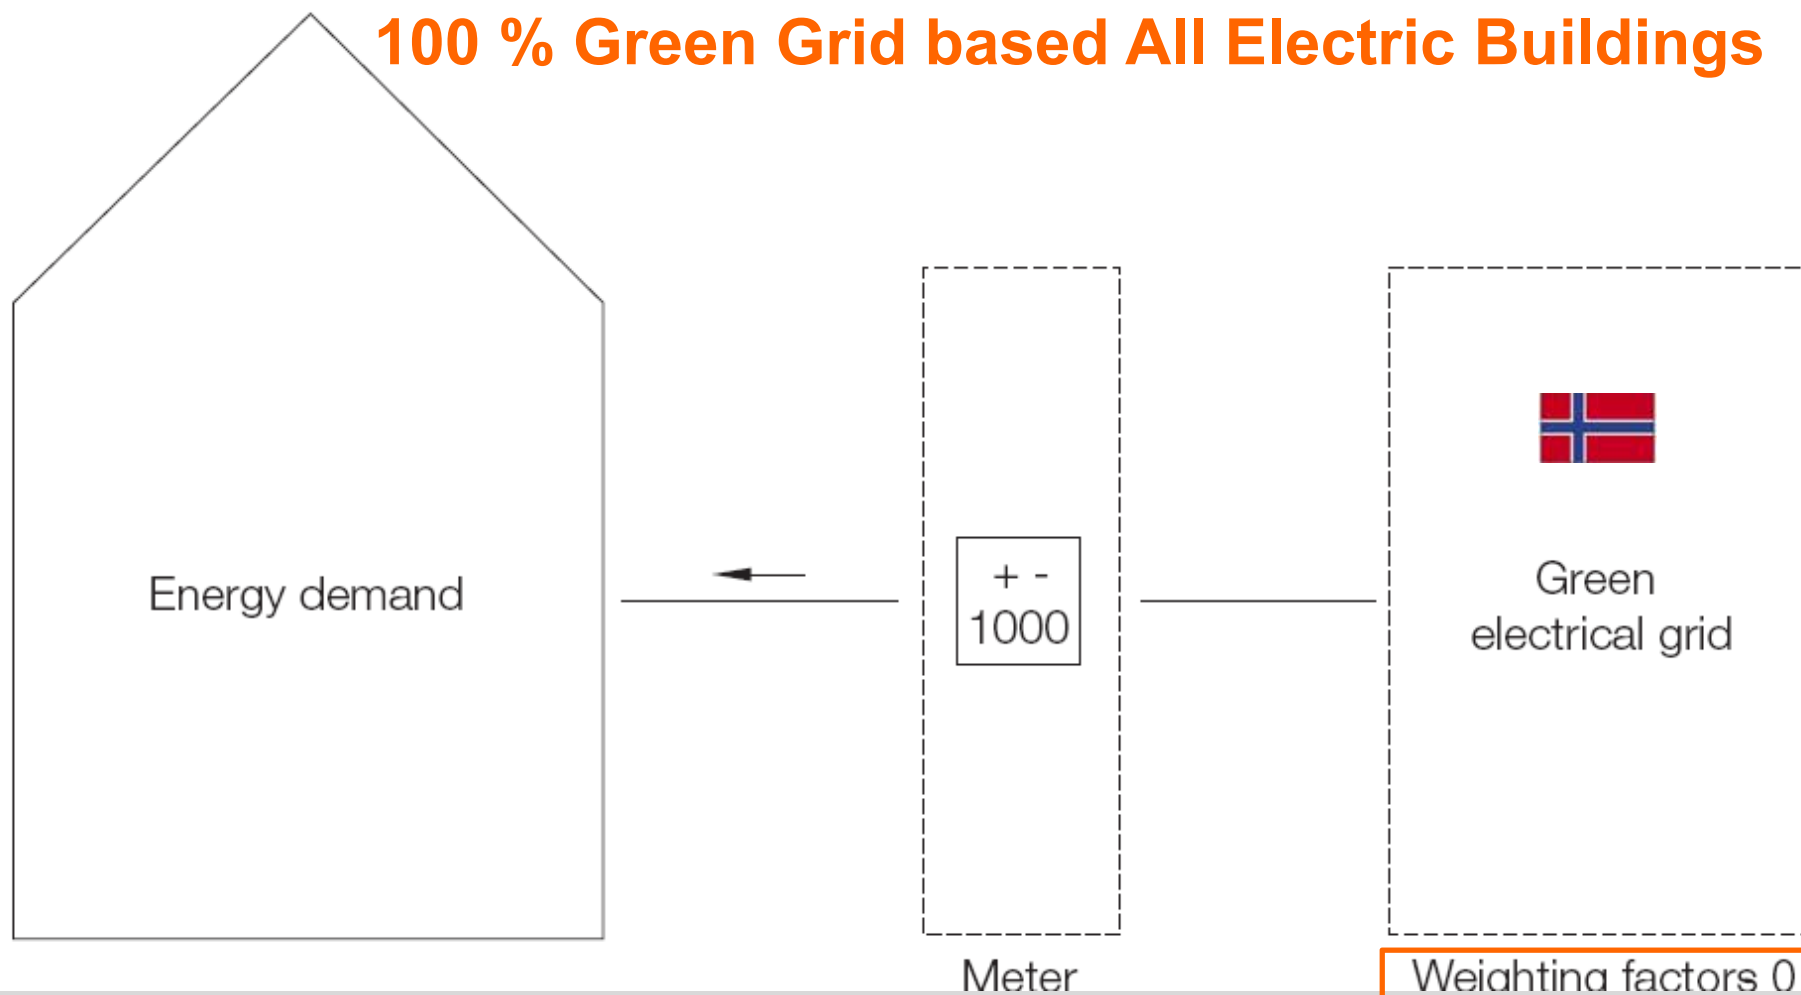 100 % Green Grid based All Electric Buildings
Energy demand
+ -
1000
Green
electrical grid
Meter
Weighting factors 0